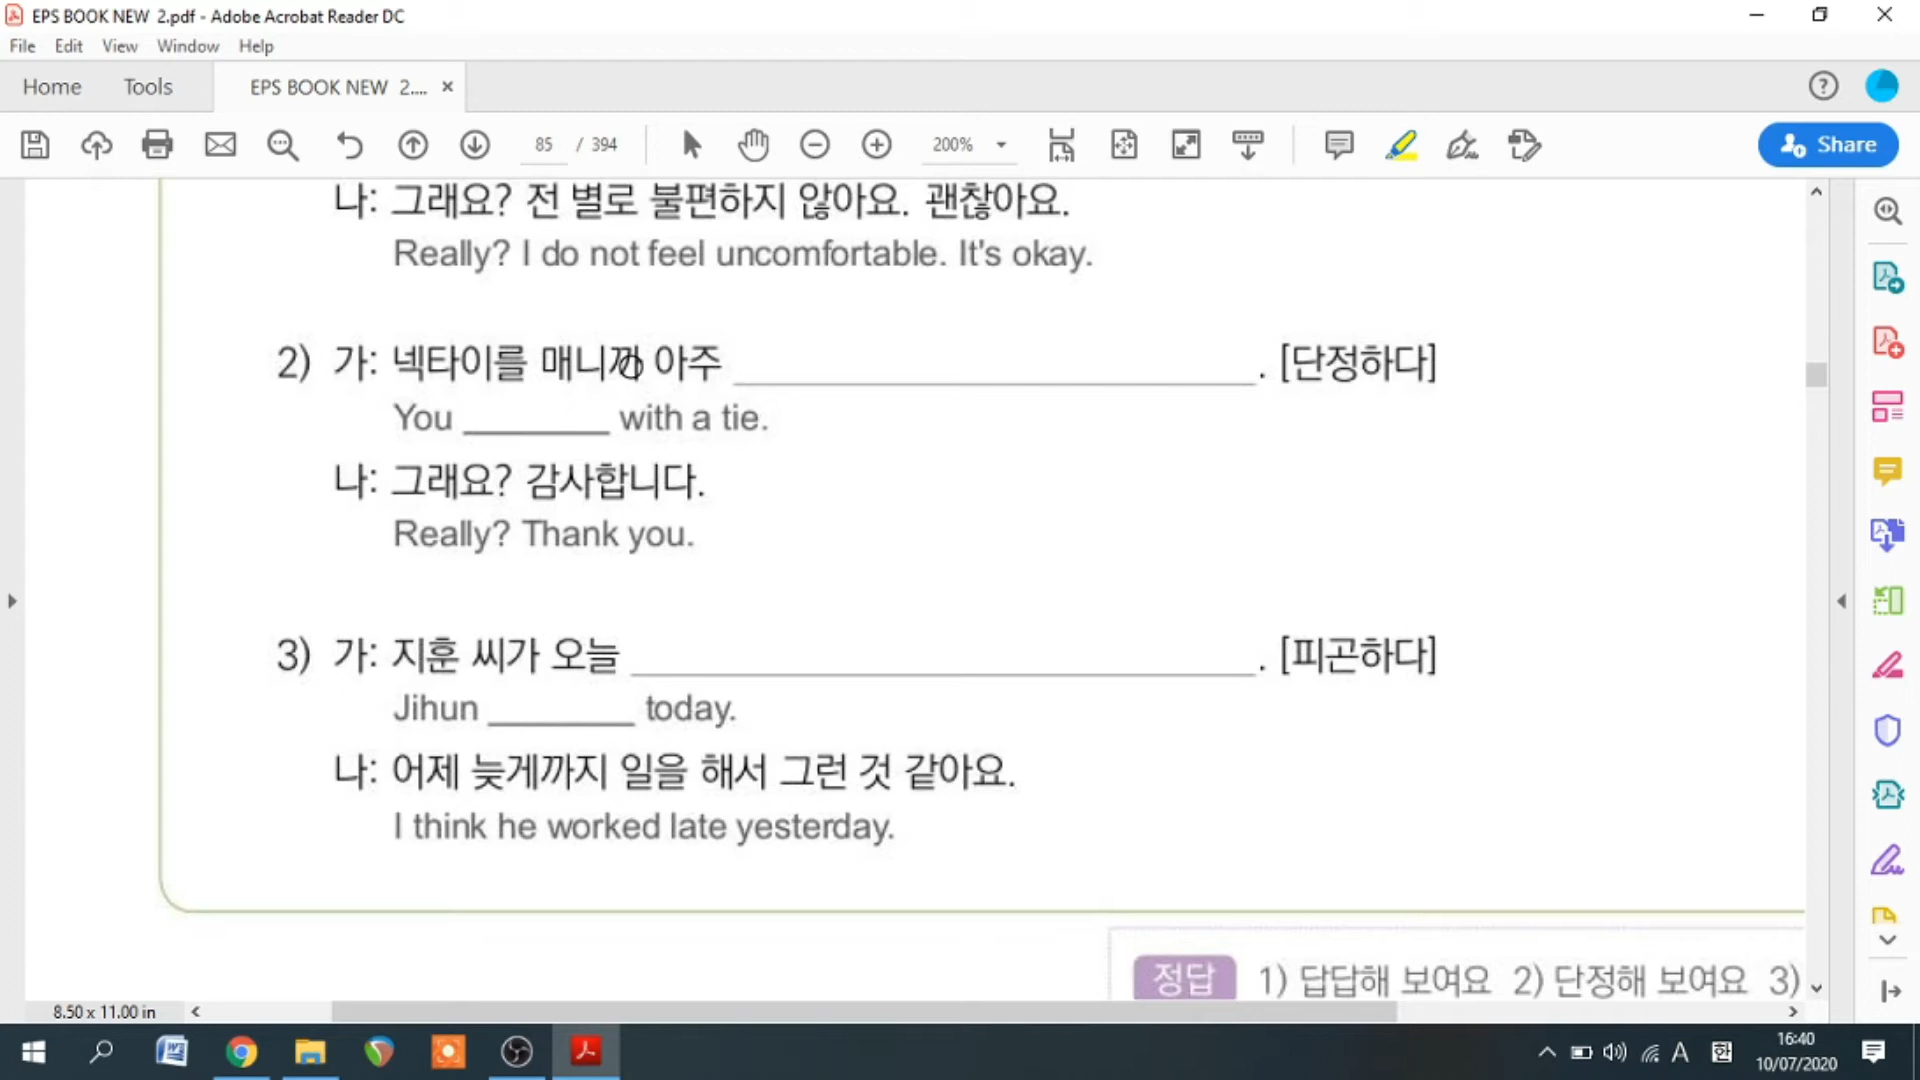 EPS BOOK NEW 2.pdf - Adobe Acrobat Reader DC
File Edit View Window Help
Home Tools EPS BOOK NEW 2.... ×
85 / 394 200% Share
나: 그래요? 전 별로 불편하지 않아요. 괜찮아요.
Really? I do not feel uncomfortable. It's okay.
2) 가: 넥타이를 매니까 아주 ____________. [단정하다]
You ________ with a tie.
나: 그래요? 감사합니다.
Really? Thank you.
3) 가: 지훈 씨가 오늘 ____________. [피곤하다]
Jihun ________ today.
나: 어제 늦게까지 일을 해서 그런 것 같아요.
I think he worked late yesterday.
정답 1) 답답해 보여요 2) 단정해 보여요 3)
8.50 x 11.00 in
A 한 16:40
10/07/2020